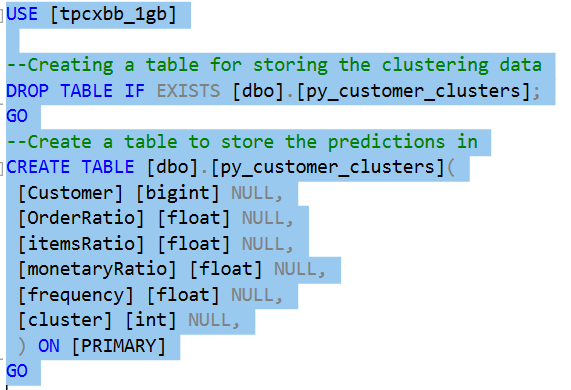 USE [tpcxbb_1gb]
--Creating a table for storing the clustering data
DROP TABLE IF EXISTS [dbo].[py_customer_clusters];
GO
--Create a table to store the predictions in
CREATE TABLE [dbo].[py_customer_clusters](
[Customer] [bigint] NULL,
[OrderRatio] [float] NULL,
[itemsRatio] [float] NULL,
[monetaryRatio] [float] NULL,
[frequency] [float] NULL,
[cluster] [int] NULL,
) ON [PRIMARY]
GO